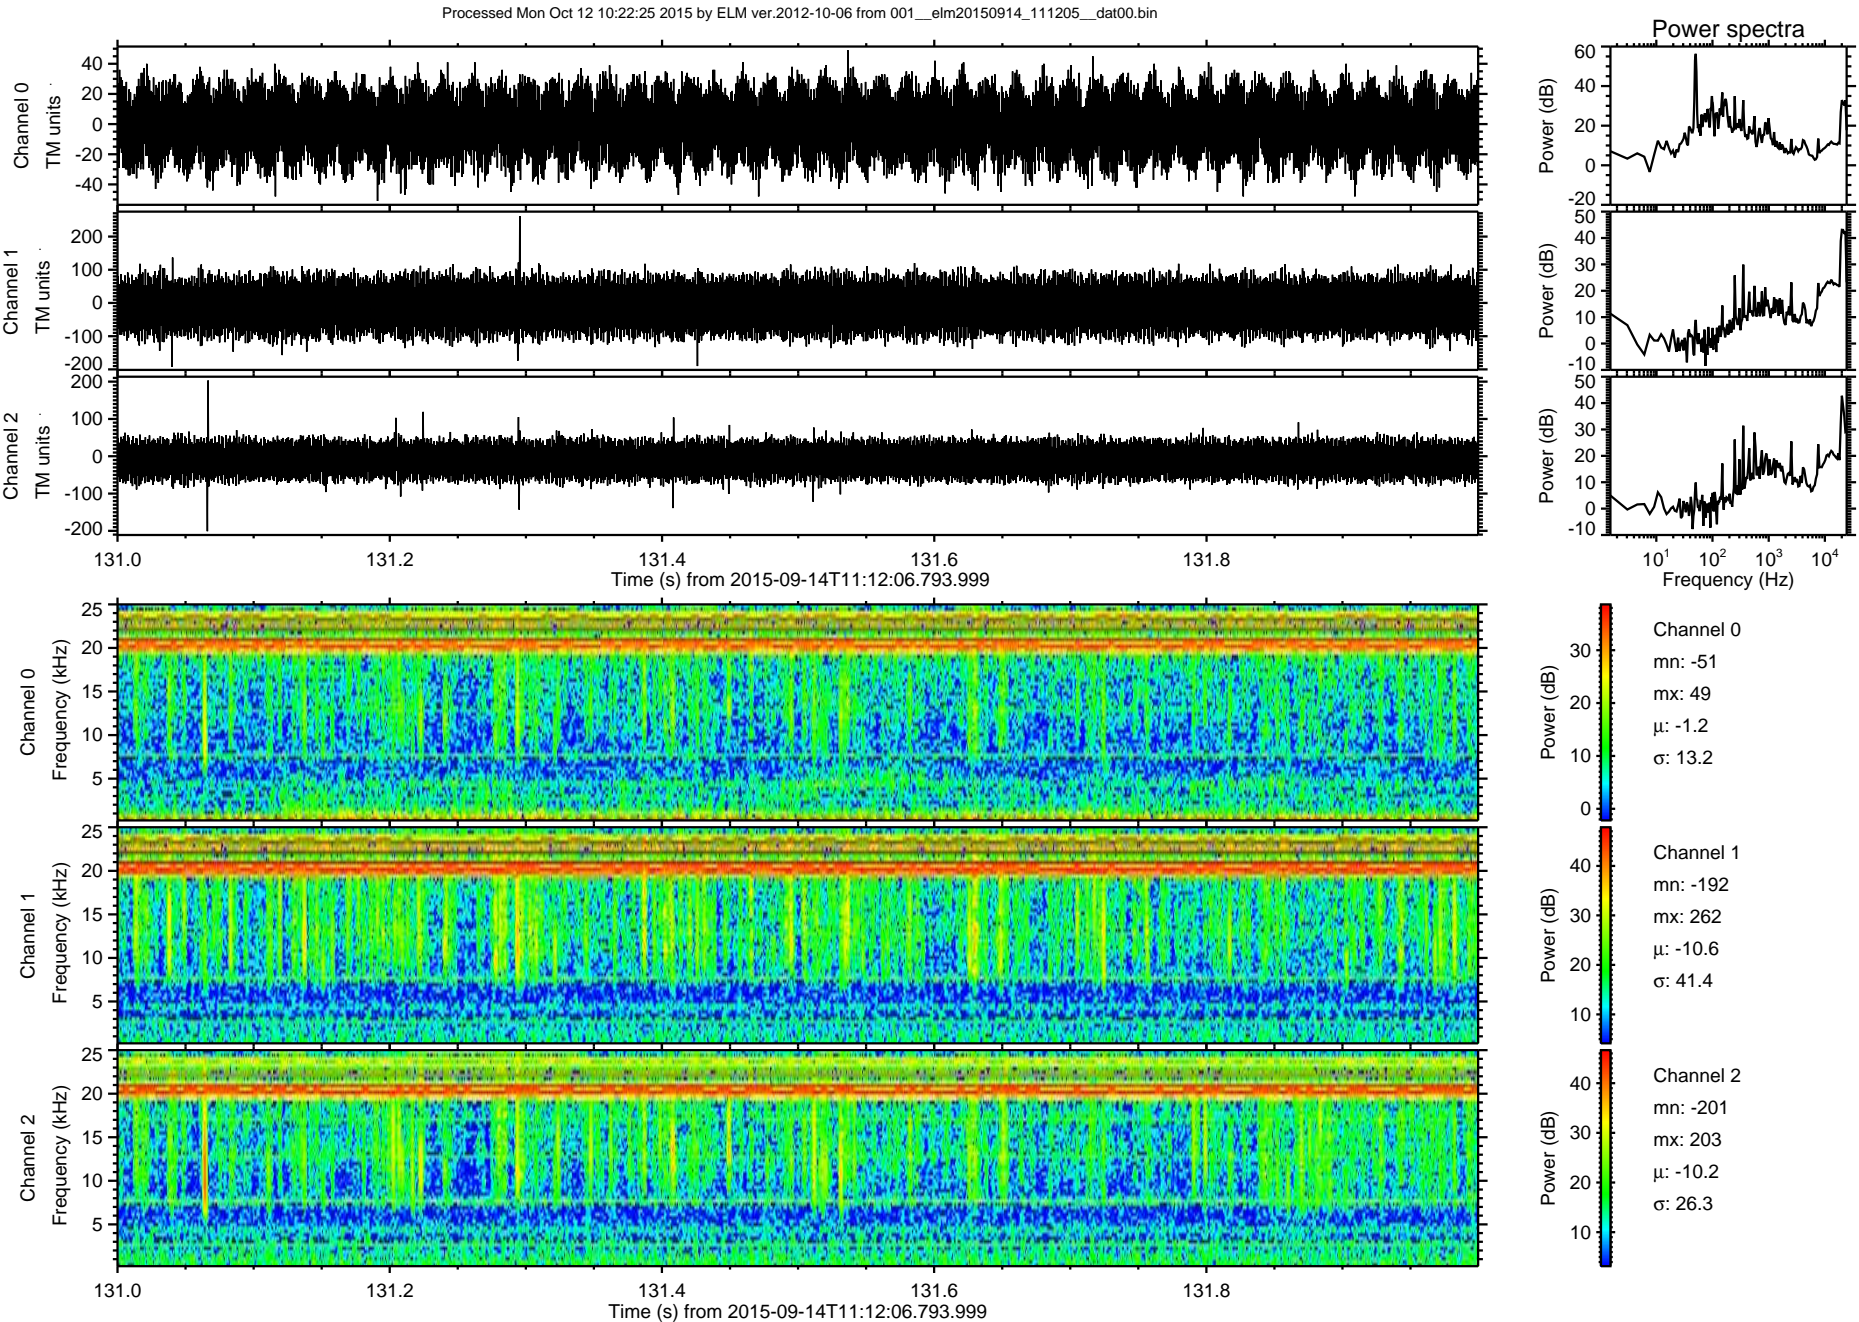 Processed Mon Oct 12 10:22:25 2015 by ELM ver.2012-10-06 from 001__elm20150914_111205__dat00.bin
Power spectra
Channel 0
TM units
40
20
0
-20
-40
Power (dB)
60
40
20
0
-20
Channel 1
TM units
200
100
0
-100
-200
Power (dB)
50
40
30
20
10
0
-10
Channel 2
TM units
200
100
0
-100
-200
Power (dB)
50
40
30
20
10
0
-10
131.0 131.2 131.4 131.6 131.8
Time (s) from 2015-09-14T11:12:06.793.999
10^1 10^2 10^3 10^4
Frequency (Hz)
Channel 0
Frequency (kHz)
25
20
15
10
5
Power (dB)
30
20
10
0
Channel 0
mn: -51
mx: 49
μ: -1.2
σ: 13.2
Channel 1
Frequency (kHz)
25
20
15
10
5
Power (dB)
40
30
20
10
Channel 1
mn: -192
mx: 262
μ: -10.6
σ: 41.4
Channel 2
Frequency (kHz)
25
20
15
10
5
Power (dB)
40
30
20
10
Channel 2
mn: -201
mx: 203
μ: -10.2
σ: 26.3
131.0 131.2 131.4 131.6 131.8
Time (s) from 2015-09-14T11:12:06.793.999